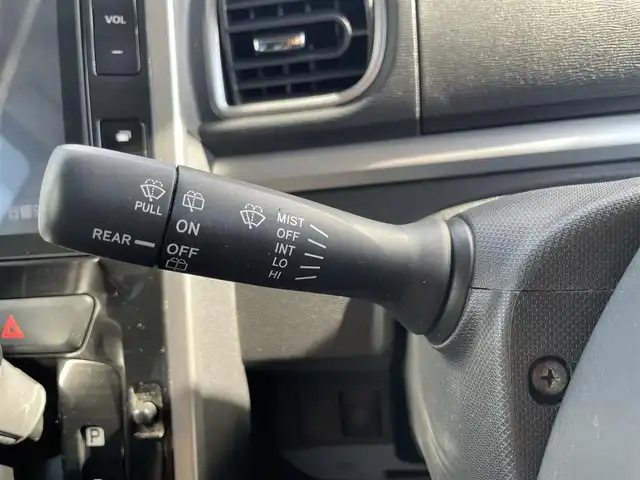 VOL
-
PULL
REAR
ON
OFF
MIST
OFF
INT
LO
HI
P